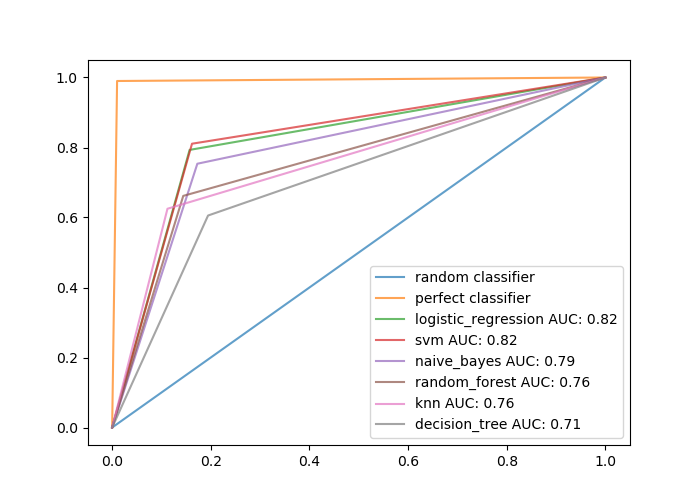 1.0
0.8
0.6
0.4
0.2
0.0
random classifier
perfect classifier
logistic_regression AUC: 0.82
svm AUC: 0.82
naive_bayes AUC: 0.79
random_forest AUC: 0.76
knn AUC: 0.76
decision_tree AUC: 0.71
0.0 0.2 0.4 0.6 0.8 1.0